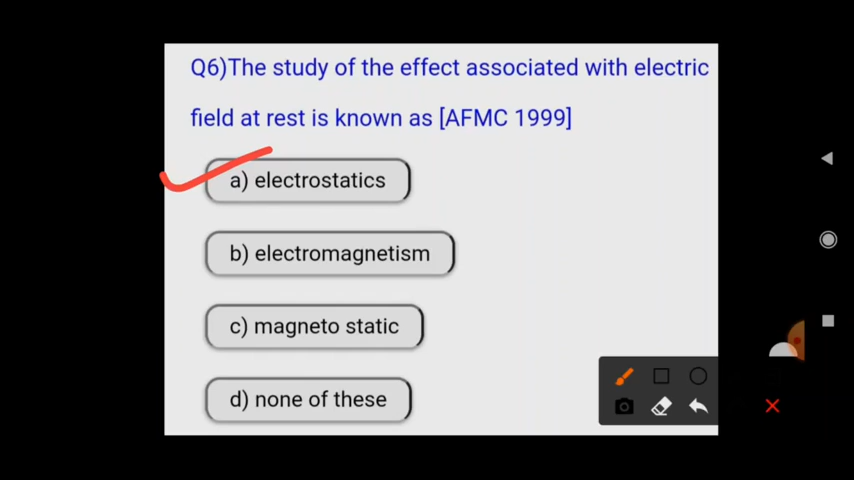 Q6)The study of the effect associated with electric
field at rest is known as [AFMC 1999]
a) electrostatics
b) electromagnetism
c) magneto static
d) none of these